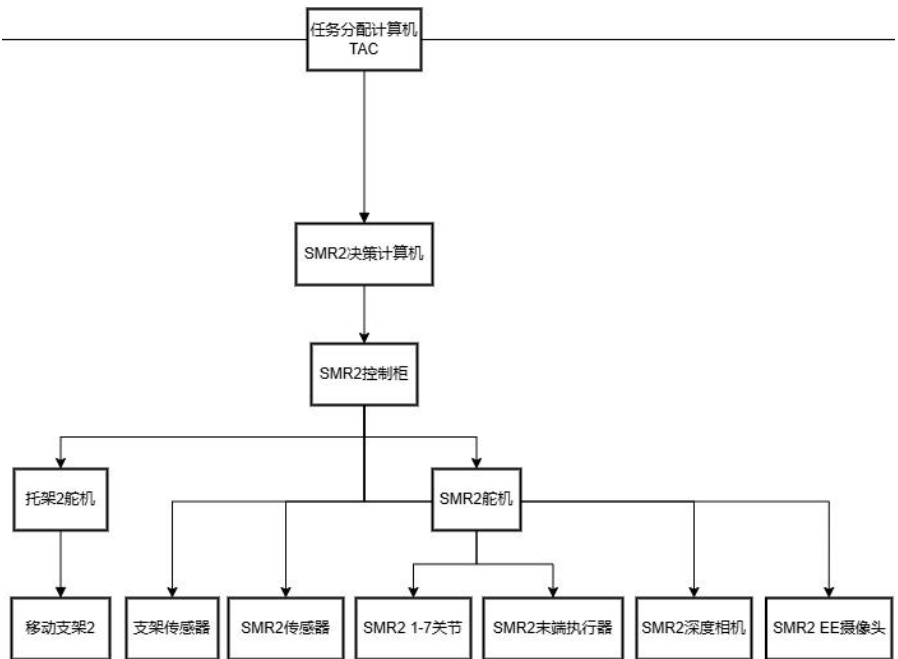 任务分配计算机
TAC
SMR2决策计算机
SMR2控制柜
托架2舵机
SMR2舵机
移动支架2
支架传感器
SMR2传感器
SMR2 1-7关节
SMR2末端执行器
SMR2深度相机
SMR2 EE摄像头